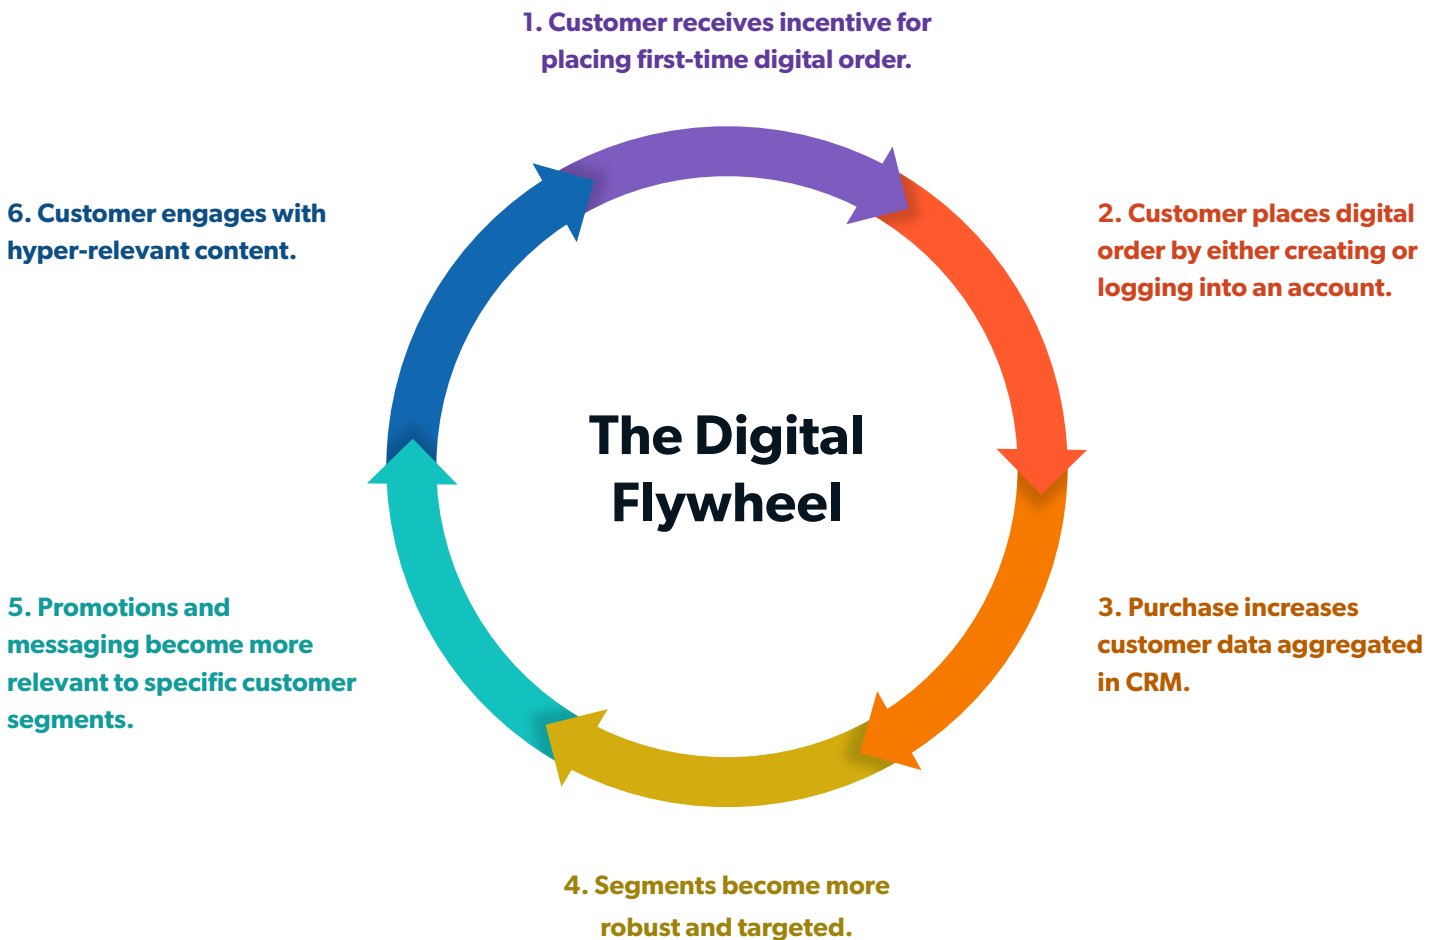 1. Customer receives incentive for
placing first-time digital order.
2. Customer places digital
order by either creating or
logging into an account.
3. Purchase increases
customer data aggregated
in CRM.
4. Segments become more
robust and targeted.
5. Promotions and
messaging become more
relevant to specific customer
segments.
6. Customer engages with
hyper-relevant content.
The Digital
Flywheel